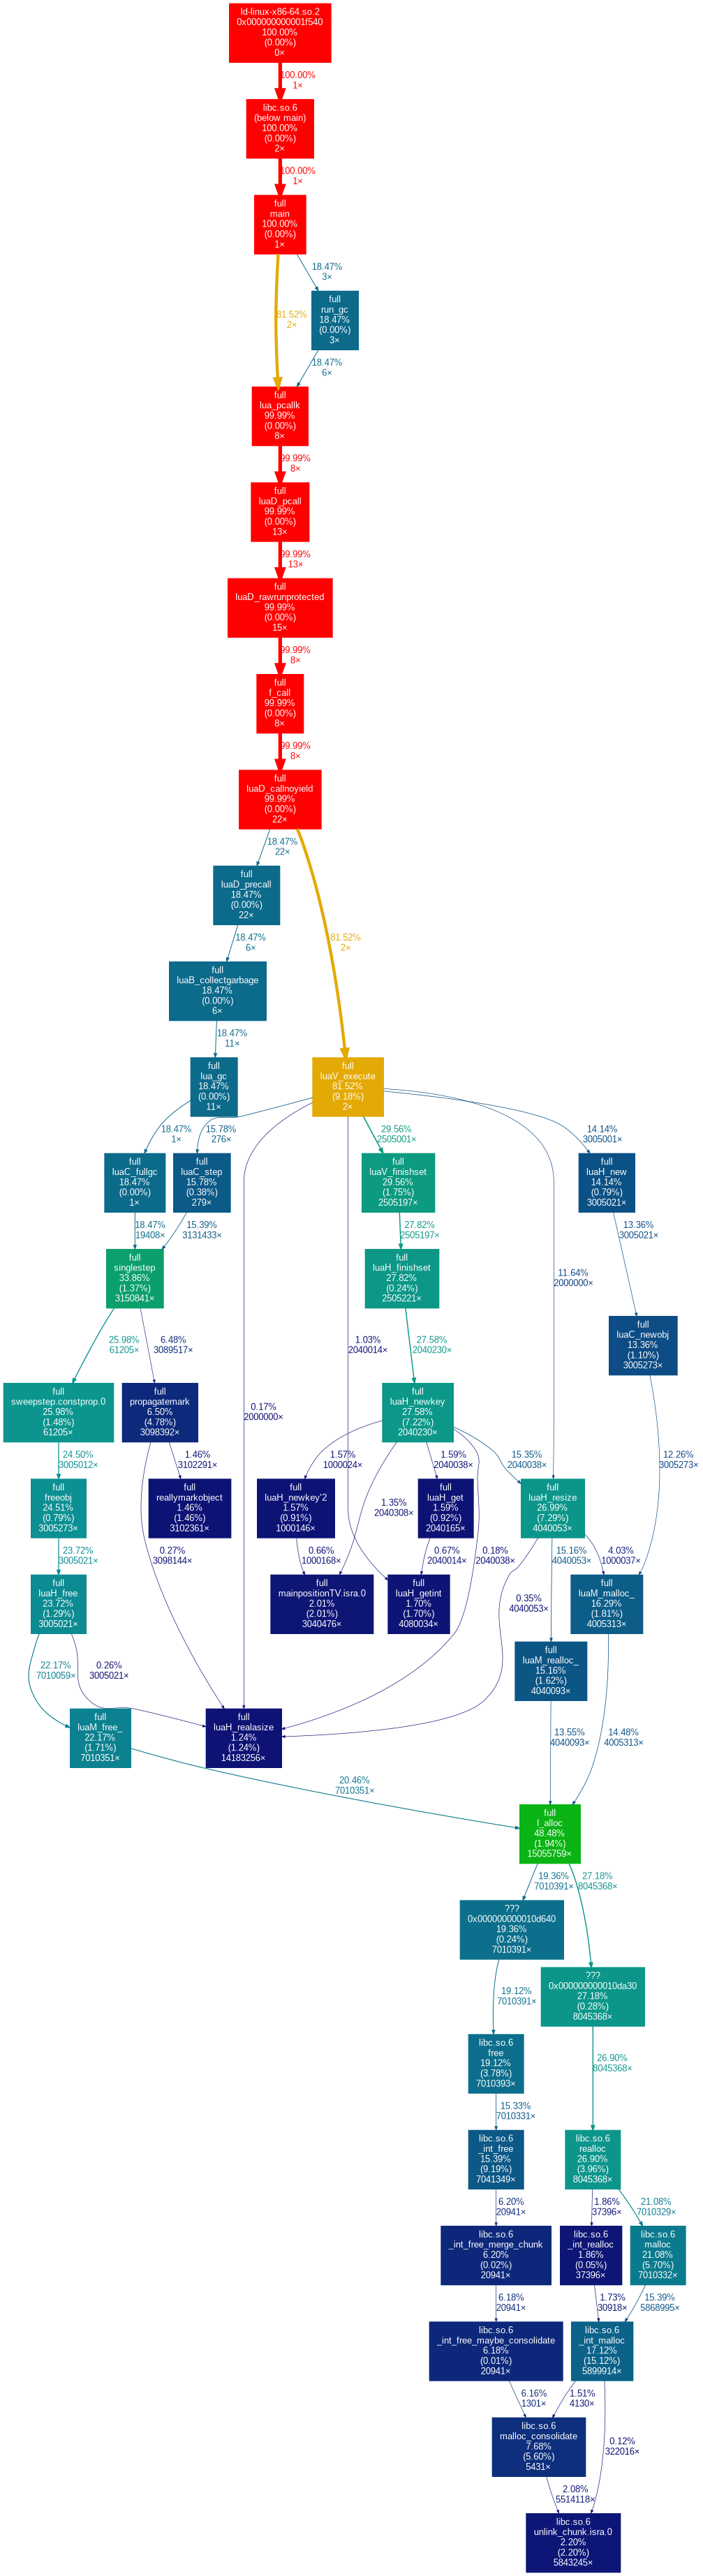 ld-linux-x86-64.so.2
0x000000000001f540
100.00%
(0.00%)
0×
100.00%
1×
libc.so.6
(below main)
100.00%
(0.00%)
2×
100.00%
1×
full
main
100.00%
(0.00%)
1×
18.47%
3×
81.52%
2×
full
run_gc
18.47%
(0.00%)
3×
18.47%
6×
full
lua_pcallk
99.99%
(0.00%)
8×
99.99%
8×
full
luaD_pcall
99.99%
(0.00%)
13×
99.99%
13×
full
luaD_rawrunprotected
99.99%
(0.00%)
15×
99.99%
8×
full
f_call
99.99%
(0.00%)
8×
99.99%
8×
full
luaD_callnoyield
99.99%
(0.00%)
22×
18.47%
22×
full
luaD_precall
18.47%
(0.00%)
22×
81.52%
2×
18.47%
6×
full
luaB_collectgarbage
18.47%
(0.00%)
6×
18.47%
11×
full
lua_gc
18.47%
(0.00%)
11×
full
luaV_execute
81.52%
(9.18%)
2×
18.47%
1×
15.78%
276×
29.56%
2505001×
14.14%
3005001×
full
luaC_fullgc
18.47%
(0.00%)
1×
full
luaC_step
15.78%
(0.38%)
279×
full
luaV_finishset
29.56%
(1.75%)
2505197×
full
luaH_new
14.14%
(0.79%)
3005021×
18.47%
19408×
15.39%
3131433×
27.82%
2505197×
13.36%
3005021×
full
singlestep
33.86%
(1.37%)
3150841×
full
luaH_finishset
27.82%
(0.24%)
2505221×
11.64%
2000000×
full
luaC_newobj
13.36%
(1.10%)
3005273×
25.98%
61205×
6.48%
3089517×
1.03%
2040014×
27.58%
2040230×
full
sweepstep.constprop.0
25.98%
(1.48%)
61205×
full
propagatemark
6.50%
(4.78%)
3098392×
0.17%
2000000×
full
luaH_newkey
27.58%
(7.22%)
2040230×
24.50%
3005012×
1.46%
3102291×
1.57%
1000024×
1.35%
2040308×
1.59%
2040038×
15.35%
2040038×
12.26%
3005273×
full
freeobj
24.51%
(0.79%)
3005273×
full
reallymarkobject
1.46%
(1.46%)
3102361×
full
luaH_newkey'2
1.57%
(0.91%)
1000146×
full
luaH_get
1.59%
(0.92%)
2040165×
full
luaH_resize
26.99%
(7.29%)
4040053×
23.72%
3005021×
0.27%
3098144×
0.66%
1000168×
0.67%
2040014×
0.18%
2040038×
15.16%
4040053×
4.03%
1000037×
full
luaH_free
23.72%
(1.29%)
3005021×
full
mainpositionTV.isra.0
2.01%
(2.01%)
3040476×
full
luaH_getint
1.70%
(1.70%)
4080034×
0.35%
4040053×
full
luaM_malloc_
16.29%
(1.81%)
4005313×
22.17%
7010059×
0.26%
3005021×
full
luaM_realloc_
15.16%
(1.62%)
4040093×
full
luaM_free_
22.17%
(1.71%)
7010351×
full
luaH_realasize
1.24%
(1.24%)
14183256×
13.55%
4040093×
14.48%
4005313×
20.46%
7010351×
full
l_alloc
48.48%
(1.94%)
15055759×
19.36%
7010391×
27.18%
8045368×
???
0x000000000010d640
19.36%
(0.24%)
7010391×
???
0x000000000010da30
27.18%
(0.28%)
8045368×
19.12%
7010391×
26.90%
8045368×
libc.so.6
free
19.12%
(3.78%)
7010393×
15.33%
7010331×
libc.so.6
_int_free
15.39%
(9.19%)
7041349×
libc.so.6
realloc
26.90%
(3.96%)
8045368×
6.20%
20941×
1.86%
37396×
21.08%
7010329×
libc.so.6
_int_free_merge_chunk
6.20%
(0.02%)
20941×
libc.so.6
_int_realloc
1.86%
(0.05%)
37396×
libc.so.6
malloc
21.08%
(5.70%)
7010332×
6.18%
20941×
1.73%
30918×
15.39%
5868995×
libc.so.6
_int_free_maybe_consolidate
6.18%
(0.01%)
20941×
libc.so.6
_int_malloc
17.12%
(15.12%)
5899914×
6.16%
1301×
1.51%
4130×
0.12%
322016×
libc.so.6
malloc_consolidate
7.68%
(5.60%)
5431×
2.08%
5514118×
libc.so.6
unlink_chunk.isra.0
2.20%
(2.20%)
5843245×